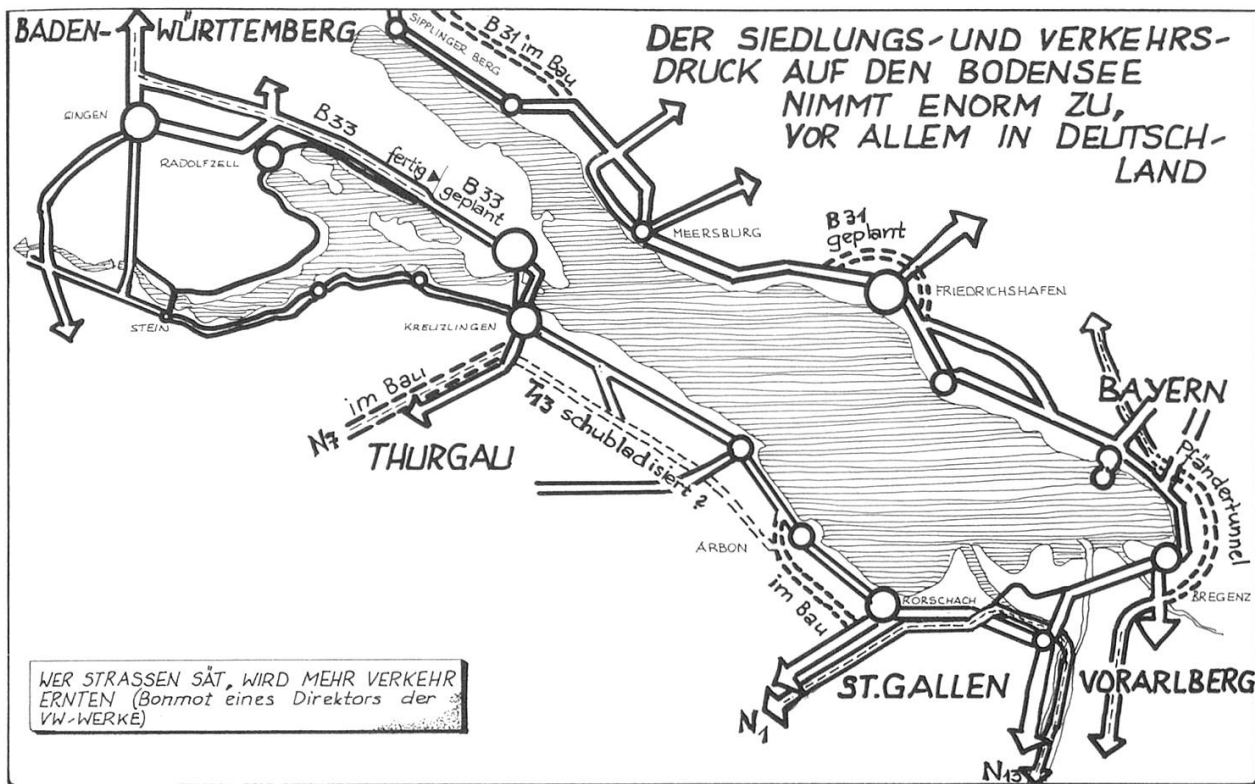 BADEN-WÜRTTEMBERG
DER SIEDLUNGS- UND VERKEHRS-
DRUCK AUF DEN BODENSEE
NIMMT ENORM ZU,
VOR ALLEM IN DEUTSCH-
LAND
SIPPLINGER BERG
B31 im Bau
SINGEN
RADOLFZELL
B33
fertig
B33
geplant
MEERSBURG
B31
geplant
FRIEDRICHSHAFEN
STEIN
KREUZLINGEN
im Bau
N7
THURGAU
T13 schubladisiert?
BAYERN
Pfändertunnel
ARBON
im Bau
RORSCHACH
BREGENZ
ST.GALLEN
VORARLBERG
N1
N13
WER STRASSEN SÄT, WIRD MEHR VERKEHR
ERNTEN (Bonmot eines Direktors der
VW-WERKE)